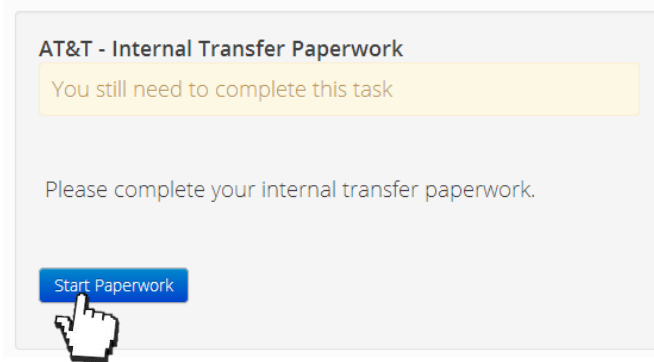 AT&T - Internal Transfer Paperwork
You still need to complete this task
Please complete your internal transfer paperwork.
Start Paperwork